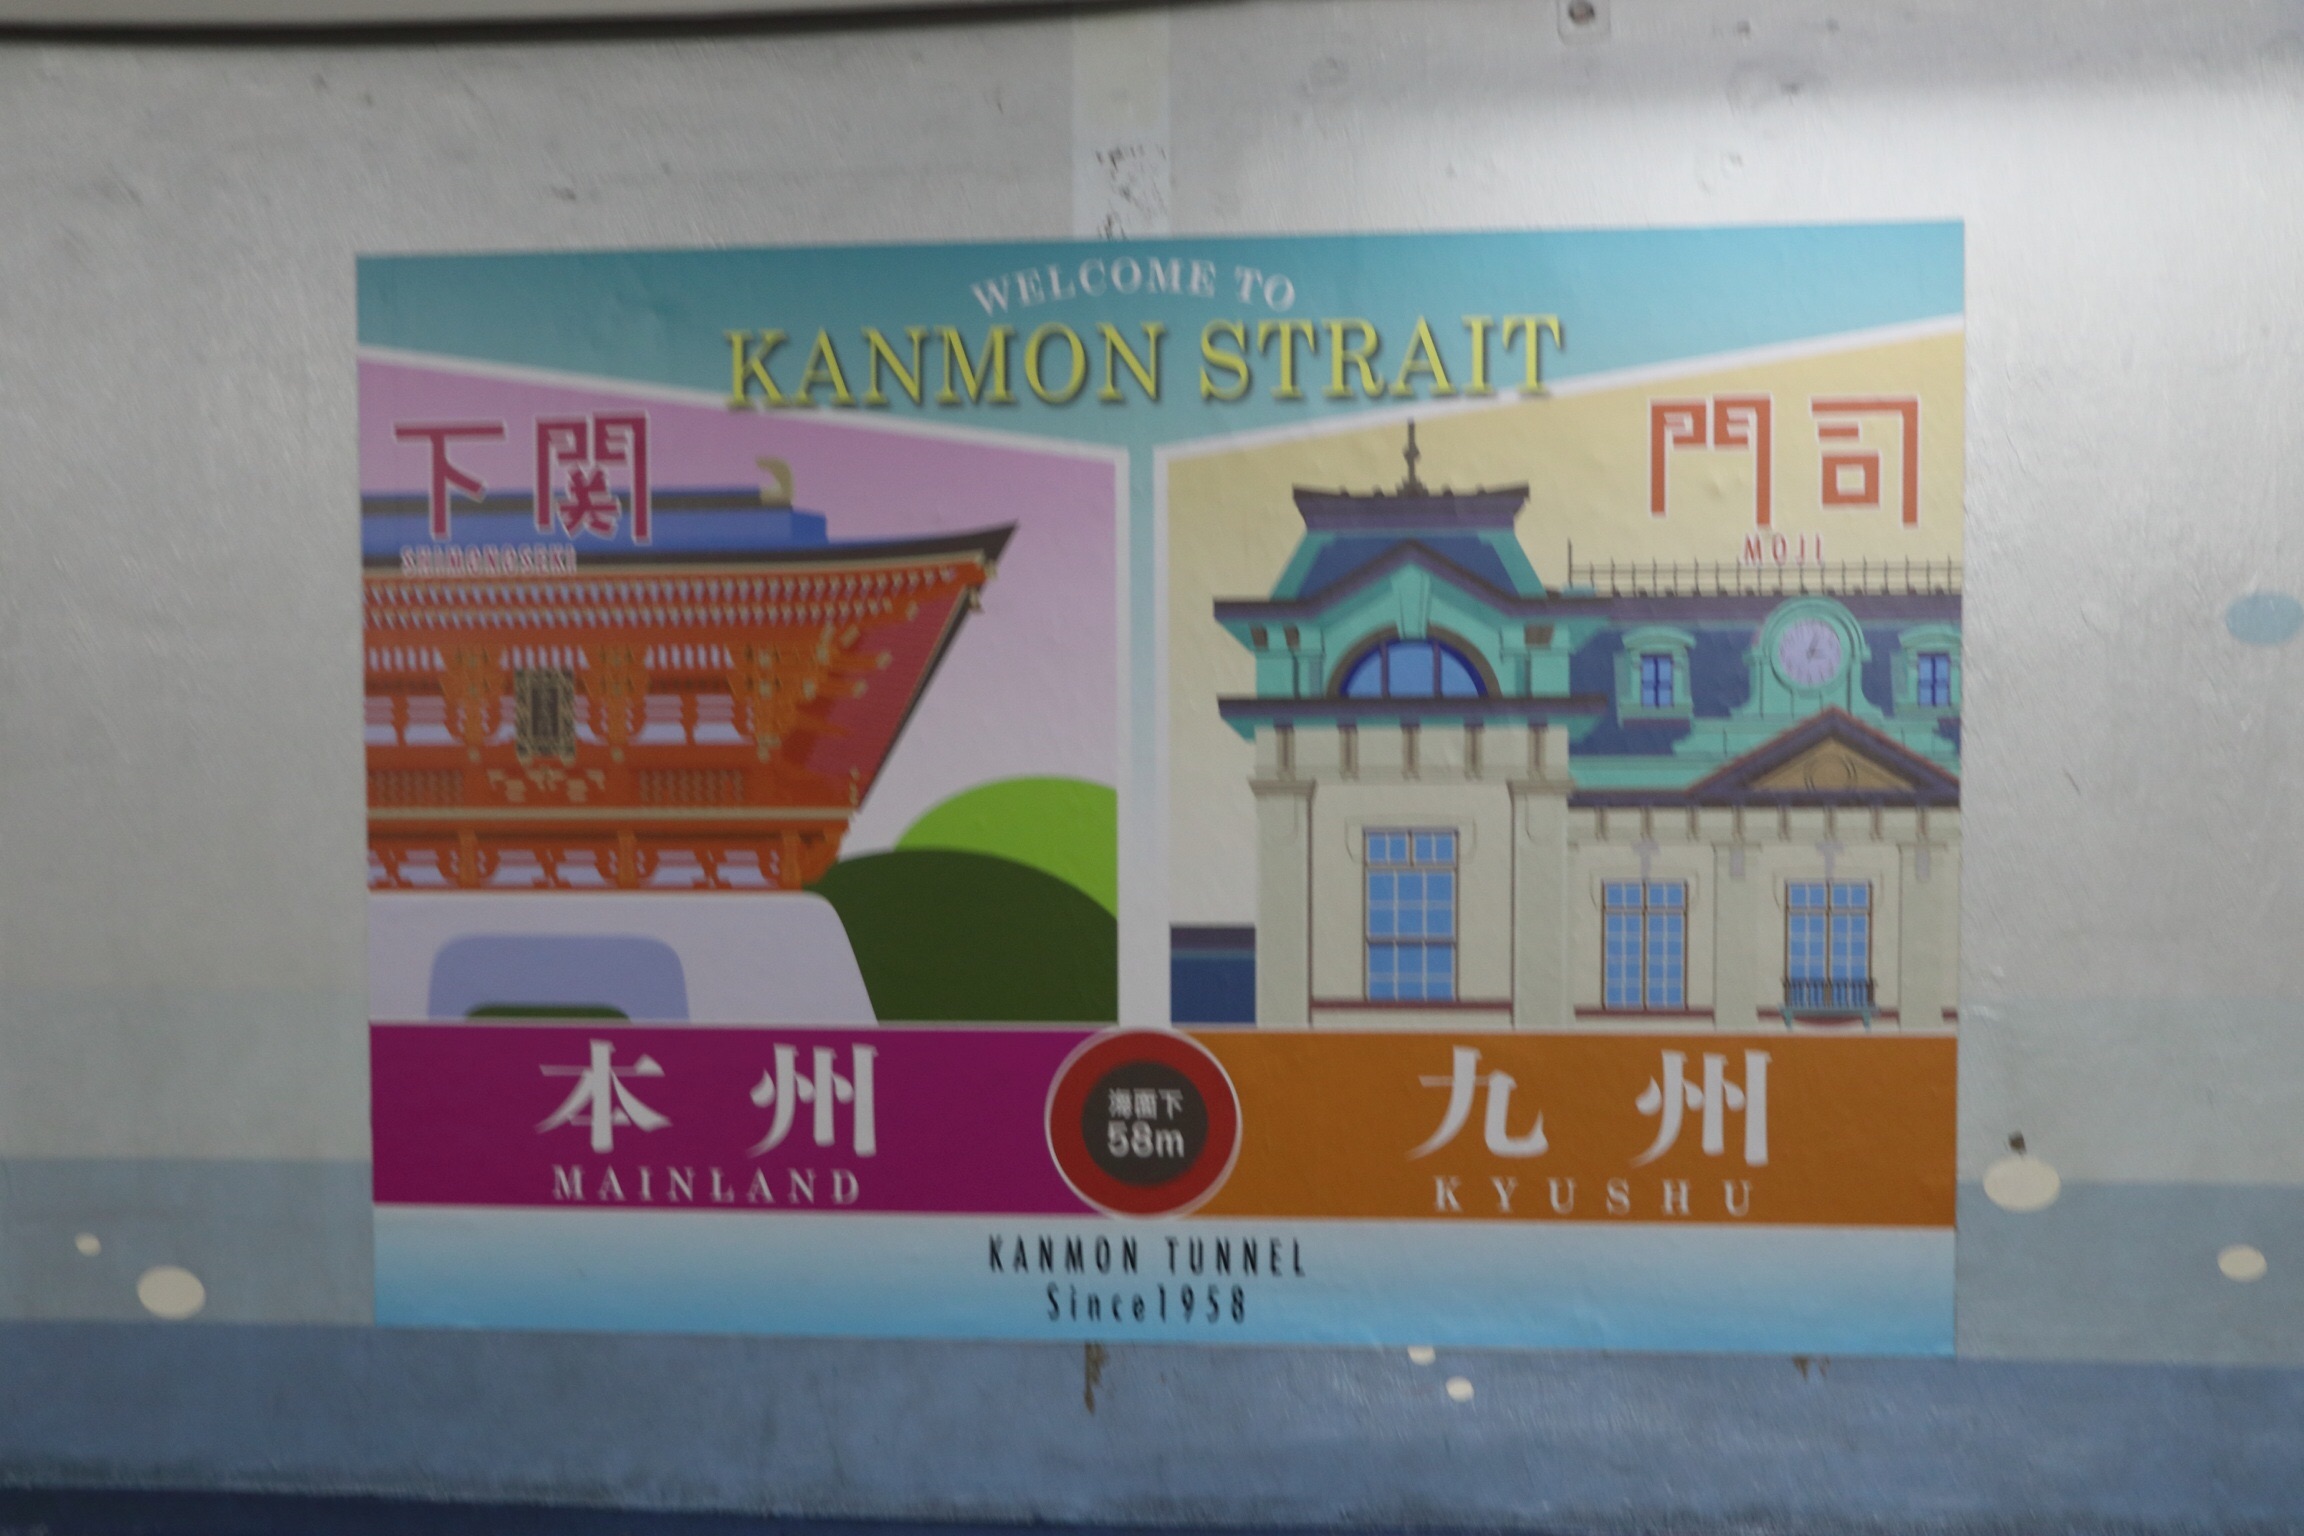 WELCOME TO
KANMON STRAIT
下関
SHIMONOSEKI
門司
MOJI
本州
MAINLAND
海面下
58m
九州
KYUSHU
KANMON TUNNEL
Since1958